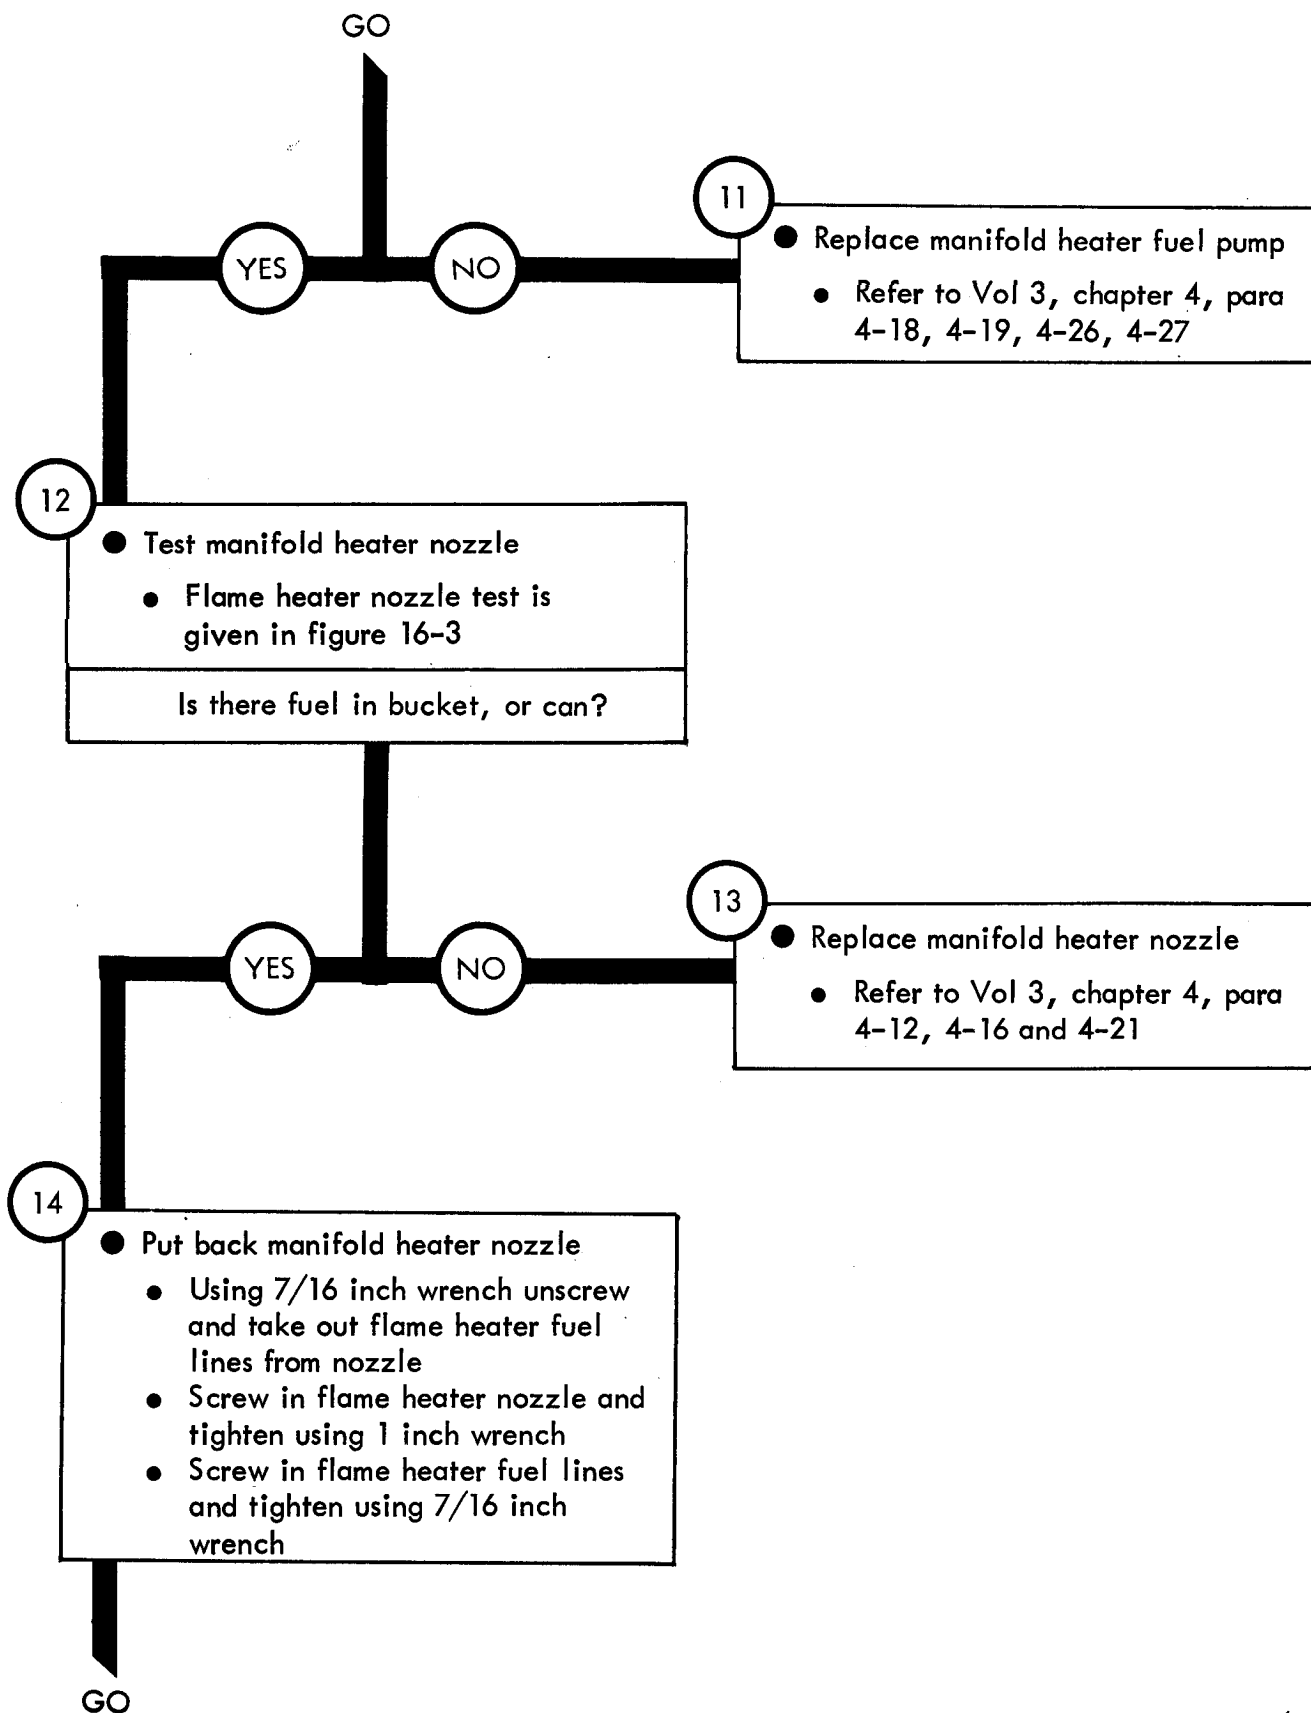 GO
YES
NO
11
● Replace manifold heater fuel pump
● Refer to Vol 3, chapter 4, para
4-18, 4-19, 4-26, 4-27
12
● Test manifold heater nozzle
● Flame heater nozzle test is
given in figure 16-3
Is there fuel in bucket, or can?
YES
NO
13
● Replace manifold heater nozzle
● Refer to Vol 3, chapter 4, para
4-12, 4-16 and 4-21
14
● Put back manifold heater nozzle
● Using 7/16 inch wrench unscrew
and take out flame heater fuel
lines from nozzle
● Screw in flame heater nozzle and
tighten using 1 inch wrench
● Screw in flame heater fuel lines
and tighten using 7/16 inch
wrench
GO